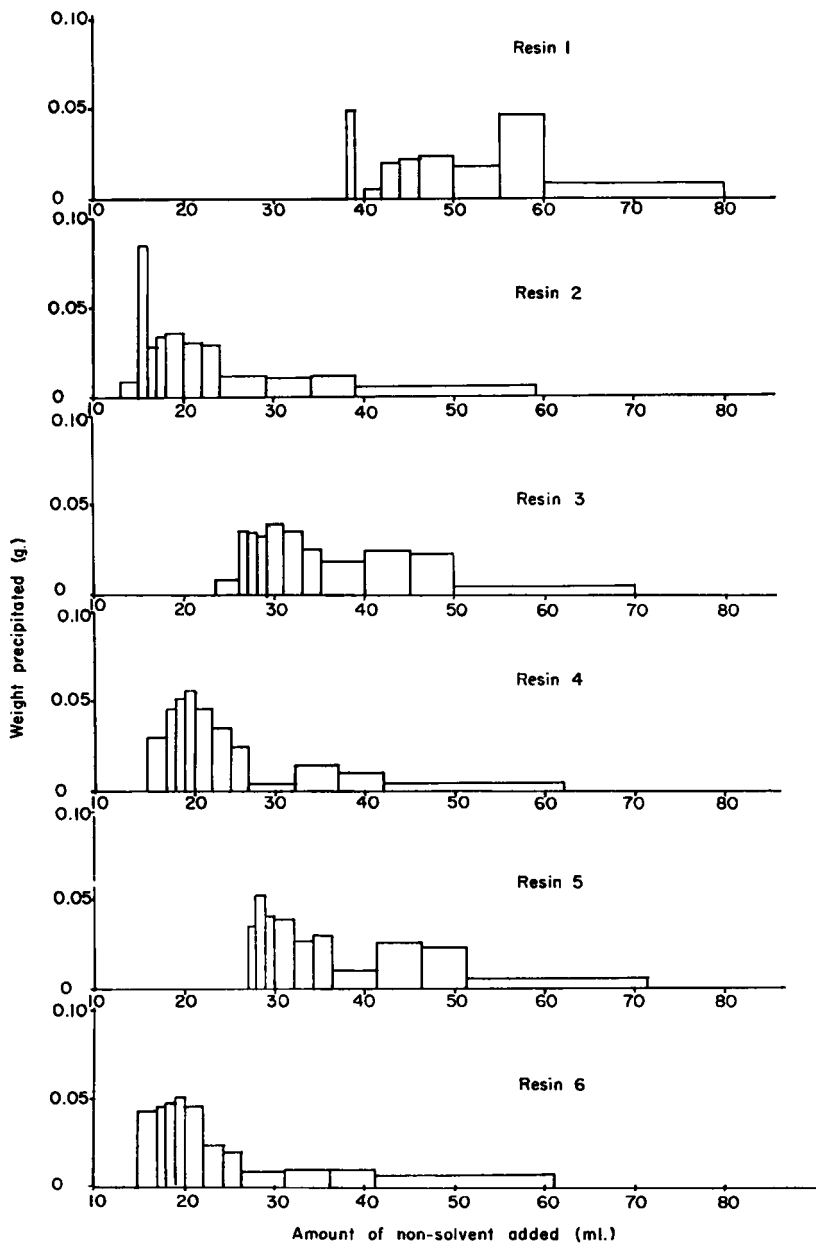 0.10
Resin 1
0.05
0
10 20 30 40 50 60 70 80
0.10
Resin 2
0.05
0
10 20 30 40 50 60 70 80
0.10
Resin 3
0.05
0
10 20 30 40 50 60 70 80
0.10
Resin 4
0.05
0
10 20 30 40 50 60 70 80
0.10
Resin 5
0.05
0
10 20 30 40 50 60 70 80
0.10
Resin 6
0.05
0
10 20 30 40 50 60 70 80
Weight precipitated (g.)
Amount of non-solvent added (ml.)